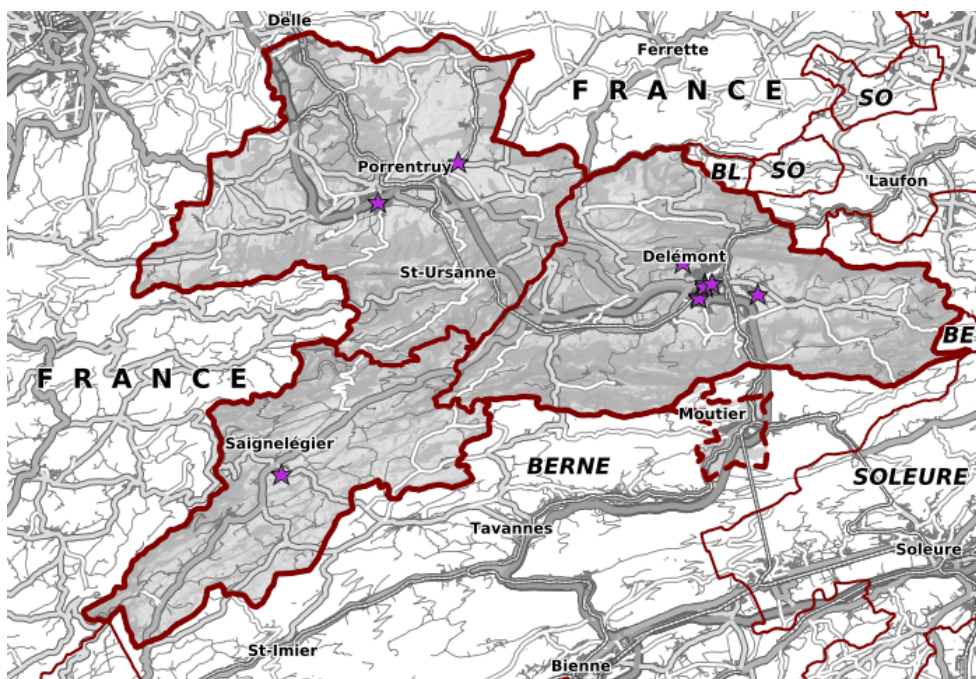 Delle
Ferrette
F R A N C E
SO
Porrentruy
BL
SO
Laufon
Delémont
St-Ursanne
BE
F R A N C E
Moutier
Saignelégier
BERNE
SOLEURE
Tavannes
Soleure
St-Imier
Bienne